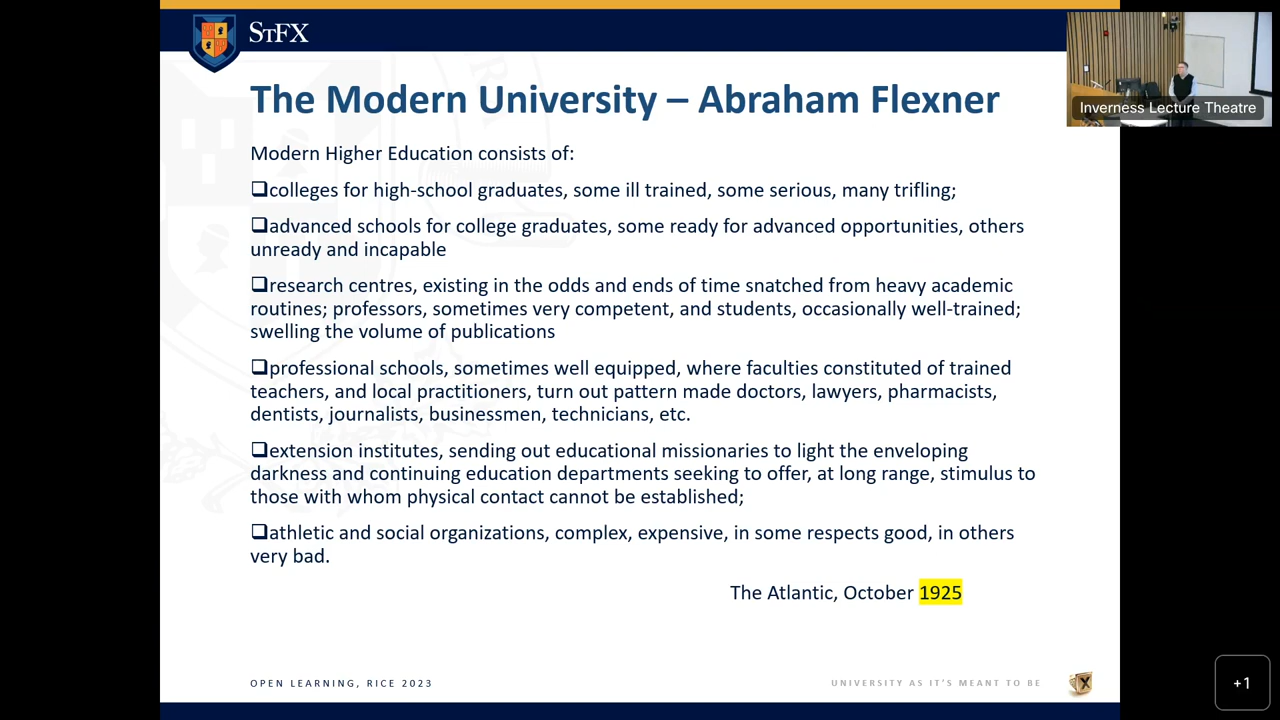 STFX
Inverness Lecture Theatre
The Modern University – Abraham Flexner
Modern Higher Education consists of:
❑colleges for high-school graduates, some ill trained, some serious, many trifling;
❑advanced schools for college graduates, some ready for advanced opportunities, others
unready and incapable
❑research centres, existing in the odds and ends of time snatched from heavy academic
routines; professors, sometimes very competent, and students, occasionally well-trained;
swelling the volume of publications
❑professional schools, sometimes well equipped, where faculties constituted of trained
teachers, and local practitioners, turn out pattern made doctors, lawyers, pharmacists,
dentists, journalists, businessmen, technicians, etc.
❑extension institutes, sending out educational missionaries to light the enveloping
darkness and continuing education departments seeking to offer, at long range, stimulus to
those with whom physical contact cannot be established;
❑athletic and social organizations, complex, expensive, in some respects good, in others
very bad.
The Atlantic, October 1925
OPEN LEARNING, RICE 2023
UNIVERSITY AS IT'S MEANT TO BE
X
+1